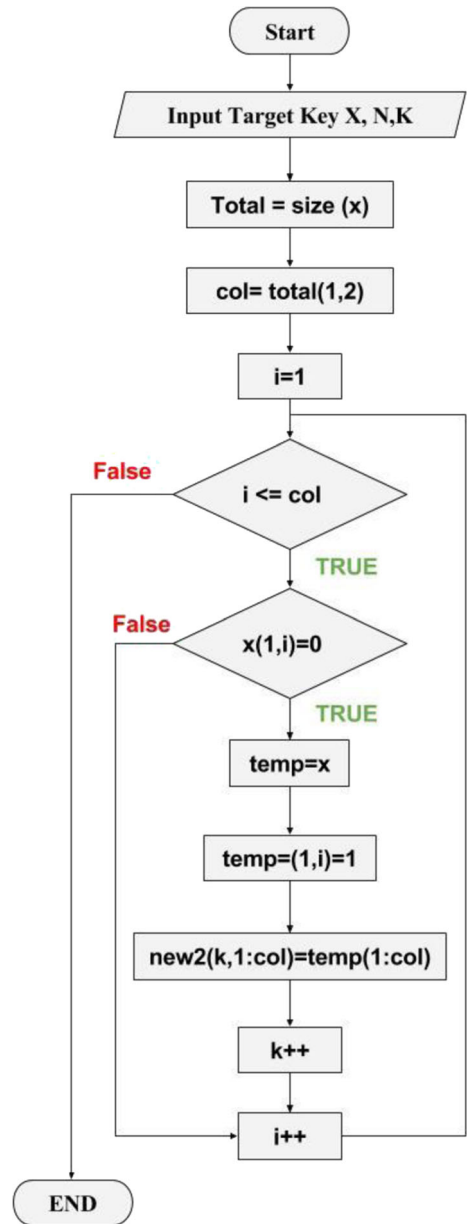 Start
Input Target Key X, N,K
Total = size (x)
col= total(1,2)
i=1
False
i <= col
TRUE
False
x(1,i)=0
TRUE
temp=x
temp=(1,i)=1
new2(k,1:col)=temp(1:col)
k++
i++
END